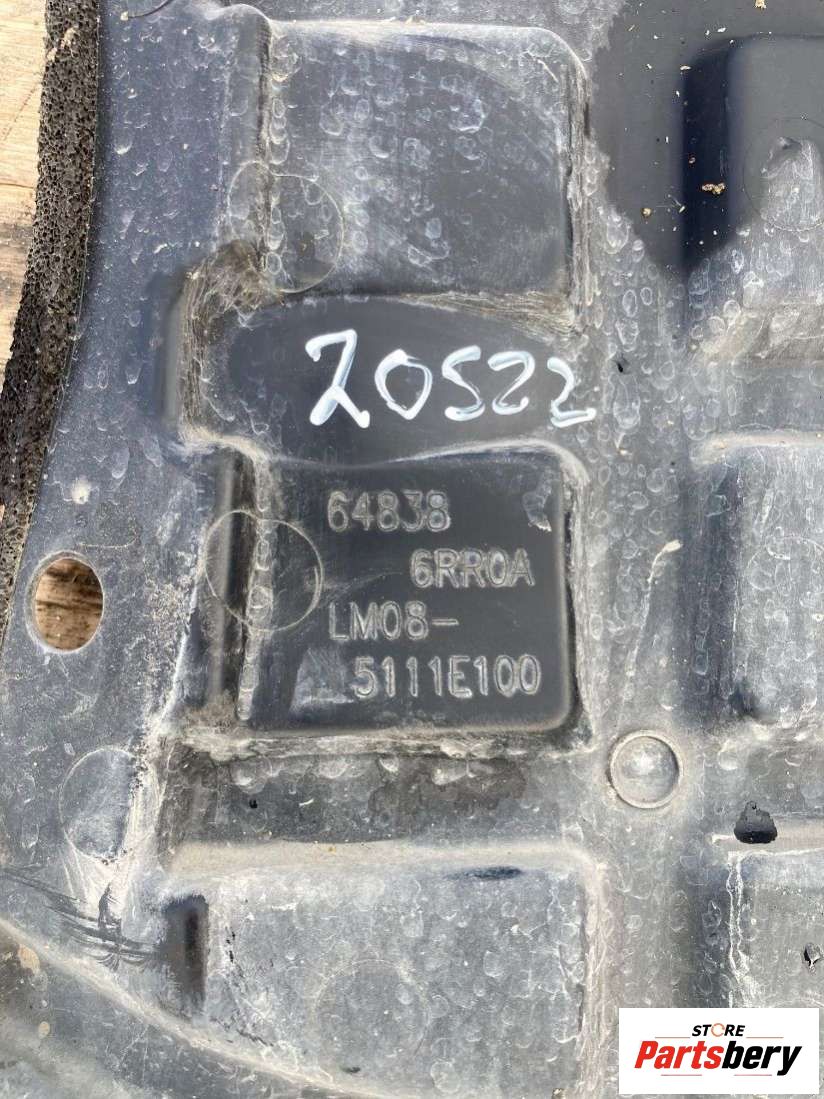 20522
64838
6RR0A
LM08-
5111E100
STORE
Partsbery